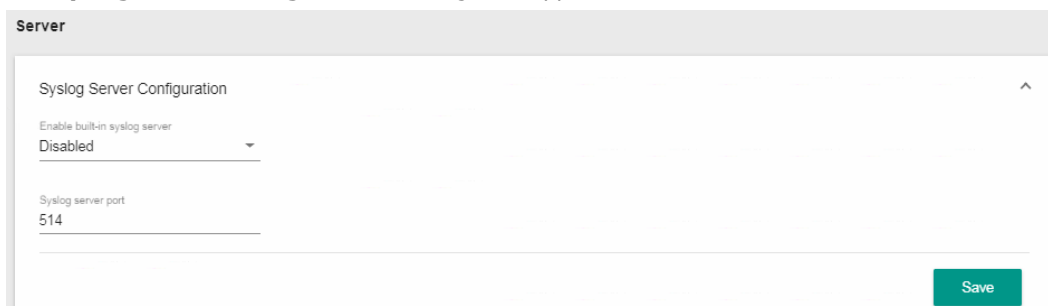 Server
Syslog Server Configuration
Enable built-in syslog server
Disabled
Syslog server port
514
Save